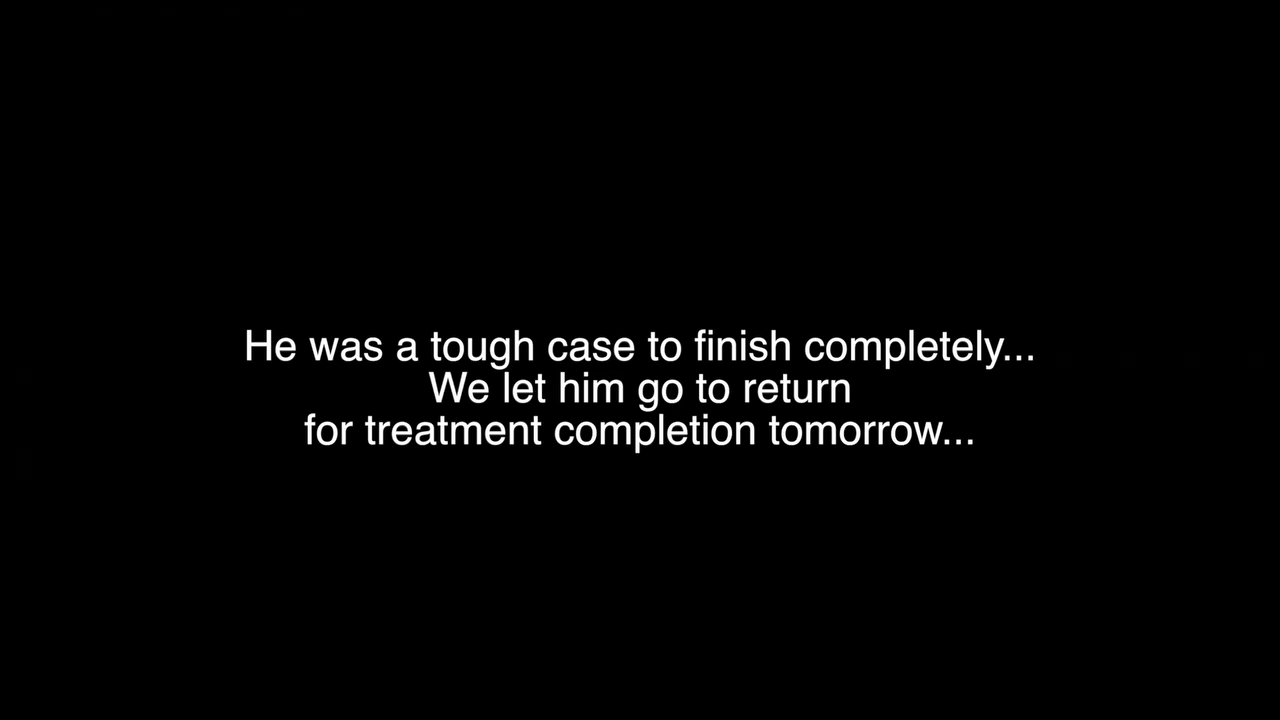 He was a tough case to finish completely...
We let him go to return
for treatment completion tomorrow...